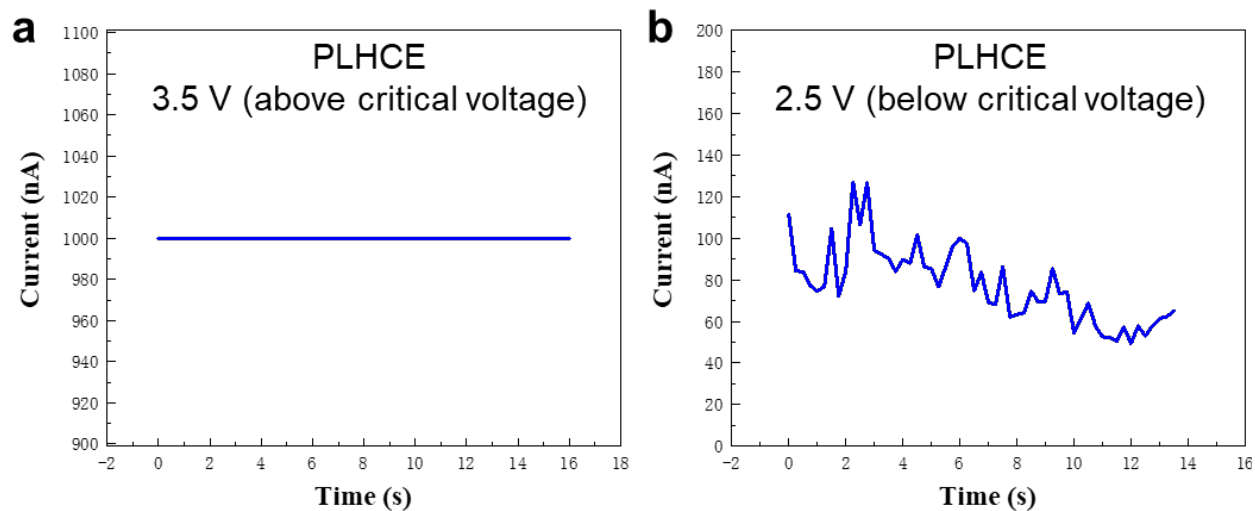 a
PLHCE
3.5 V (above critical voltage)
Current (nA)
1100
1080
1060
1040
1020
1000
980
960
940
920
900
-2 0 2 4 6 8 10 12 14 16 18
Time (s)
b
PLHCE
2.5 V (below critical voltage)
Current (nA)
200
180
160
140
120
100
80
60
40
20
0
-2 0 2 4 6 8 10 12 14 16
Time (s)